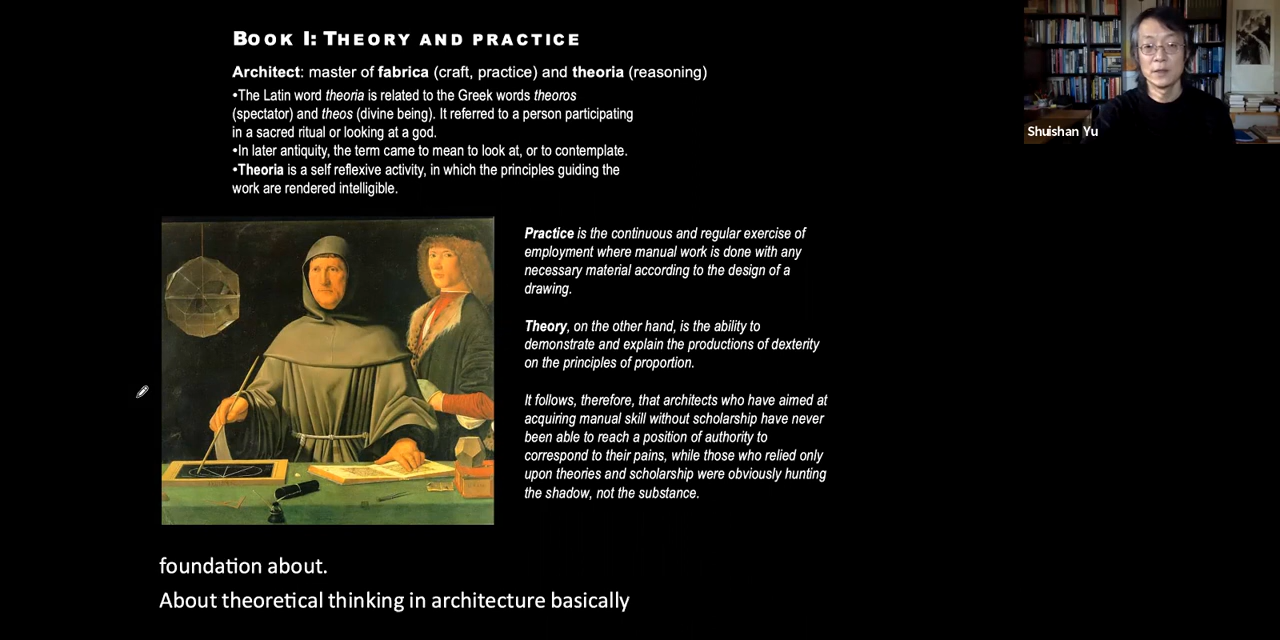 BOOK I: THEORY AND PRACTICE
Architect: master of fabrica (craft, practice) and theoria (reasoning)
•The Latin word theoria is related to the Greek words theoros
(spectator) and theos (divine being). It referred to a person participating
in a sacred ritual or looking at a god.
•In later antiquity, the term came to mean to look at, or to contemplate.
•Theoria is a self reflexive activity, in which the principles guiding the
work are rendered intelligible.
Practice is the continuous and regular exercise of
employment where manual work is done with any
necessary material according to the design of a
drawing.
Theory, on the other hand, is the ability to
demonstrate and explain the productions of dexterity
on the principles of proportion.
It follows, therefore, that architects who have aimed at
acquiring manual skill without scholarship have never
been able to reach a position of authority to
correspond to their pains, while those who relied only
upon theories and scholarship were obviously hunting
the shadow, not the substance.
Shuishan Yu
foundation about.
About theoretical thinking in architecture basically